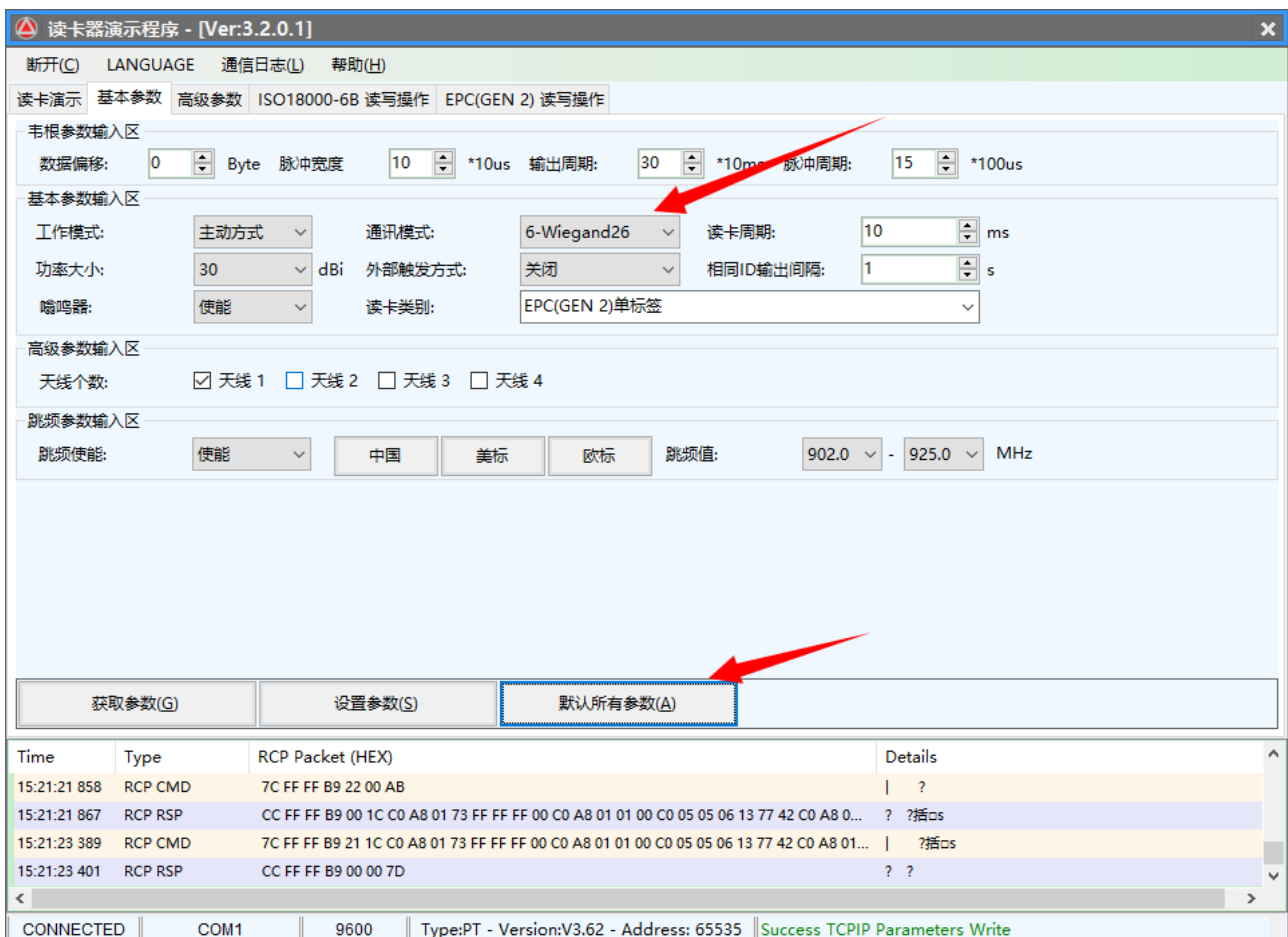 读卡器演示程序 - [Ver:3.2.0.1]
断开(C) LANGUAGE 通信日志(L) 帮助(H)
读卡演示 基本参数 高级参数 ISO18000-6B 读写操作 EPC(GEN 2) 读写操作
韦根参数输入区
数据偏移: 0 Byte 脉冲宽度 10 *10us 输出周期: 30 *10ms 脉冲周期: 15 *100us
基本参数输入区
工作模式: 主动方式 通讯模式: 6-Wiegand26 读卡周期: 10 ms
功率大小: 30 dBi 外部触发方式: 关闭 相同ID输出间隔: 1 s
嗡鸣器: 使能 读卡类别: EPC(GEN 2)单标签
高级参数输入区
天线个数: 天线 1 天线 2 天线 3 天线 4
跳频参数输入区
跳频使能: 使能 中国 美标 欧标 跳频值: 902.0 - 925.0 MHz
获取参数(G) 设置参数(S) 默认所有参数(A)
Time Type RCP Packet (HEX) Details
15:21:21 858 RCP CMD 7C FF FF B9 22 00 AB | ?
15:21:21 867 RCP RSP CC FF FF B9 00 1C C0 A8 01 73 FF FF FF 00 C0 A8 01 01 00 C0 05 05 06 13 77 42 C0 A8 0... ? ?括□s
15:21:23 389 RCP CMD 7C FF FF B9 21 1C C0 A8 01 73 FF FF FF 00 C0 A8 01 01 00 C0 05 05 06 13 77 42 C0 A8 01... | ?括□s
15:21:23 401 RCP RSP CC FF FF B9 00 00 7D ? ?
CONNECTED COM1 9600 Type:PT - Version:V3.62 - Address: 65535 Success TCPIP Parameters Write